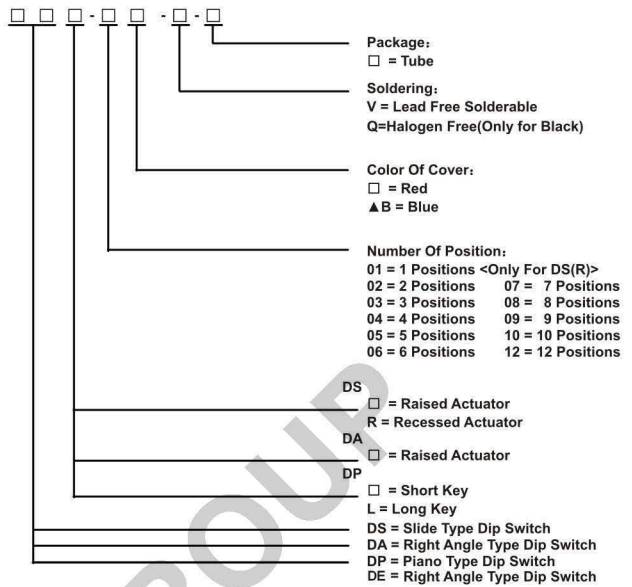 □ □ □ - □ □ - □ - □
Package：
□ = Tube
Soldering：
V = Lead Free Solderable
Q=Halogen Free(Only for Black)
Color Of Cover：
□ = Red
▲B = Blue
Number Of Position：
01 = 1 Positions <Only For DS(R)>
02 = 2 Positions 07 = 7 Positions
03 = 3 Positions 08 = 8 Positions
04 = 4 Positions 09 = 9 Positions
05 = 5 Positions 10 = 10 Positions
06 = 6 Positions 12 = 12 Positions
DS
□ = Raised Actuator
R = Recessed Actuator
DA
□ = Raised Actuator
DP
□ = Short Key
L = Long Key
DS = Slide Type Dip Switch
DA = Right Angle Type Dip Switch
DP = Piano Type Dip Switch
DE = Right Angle Type Dip Switch
ROUP